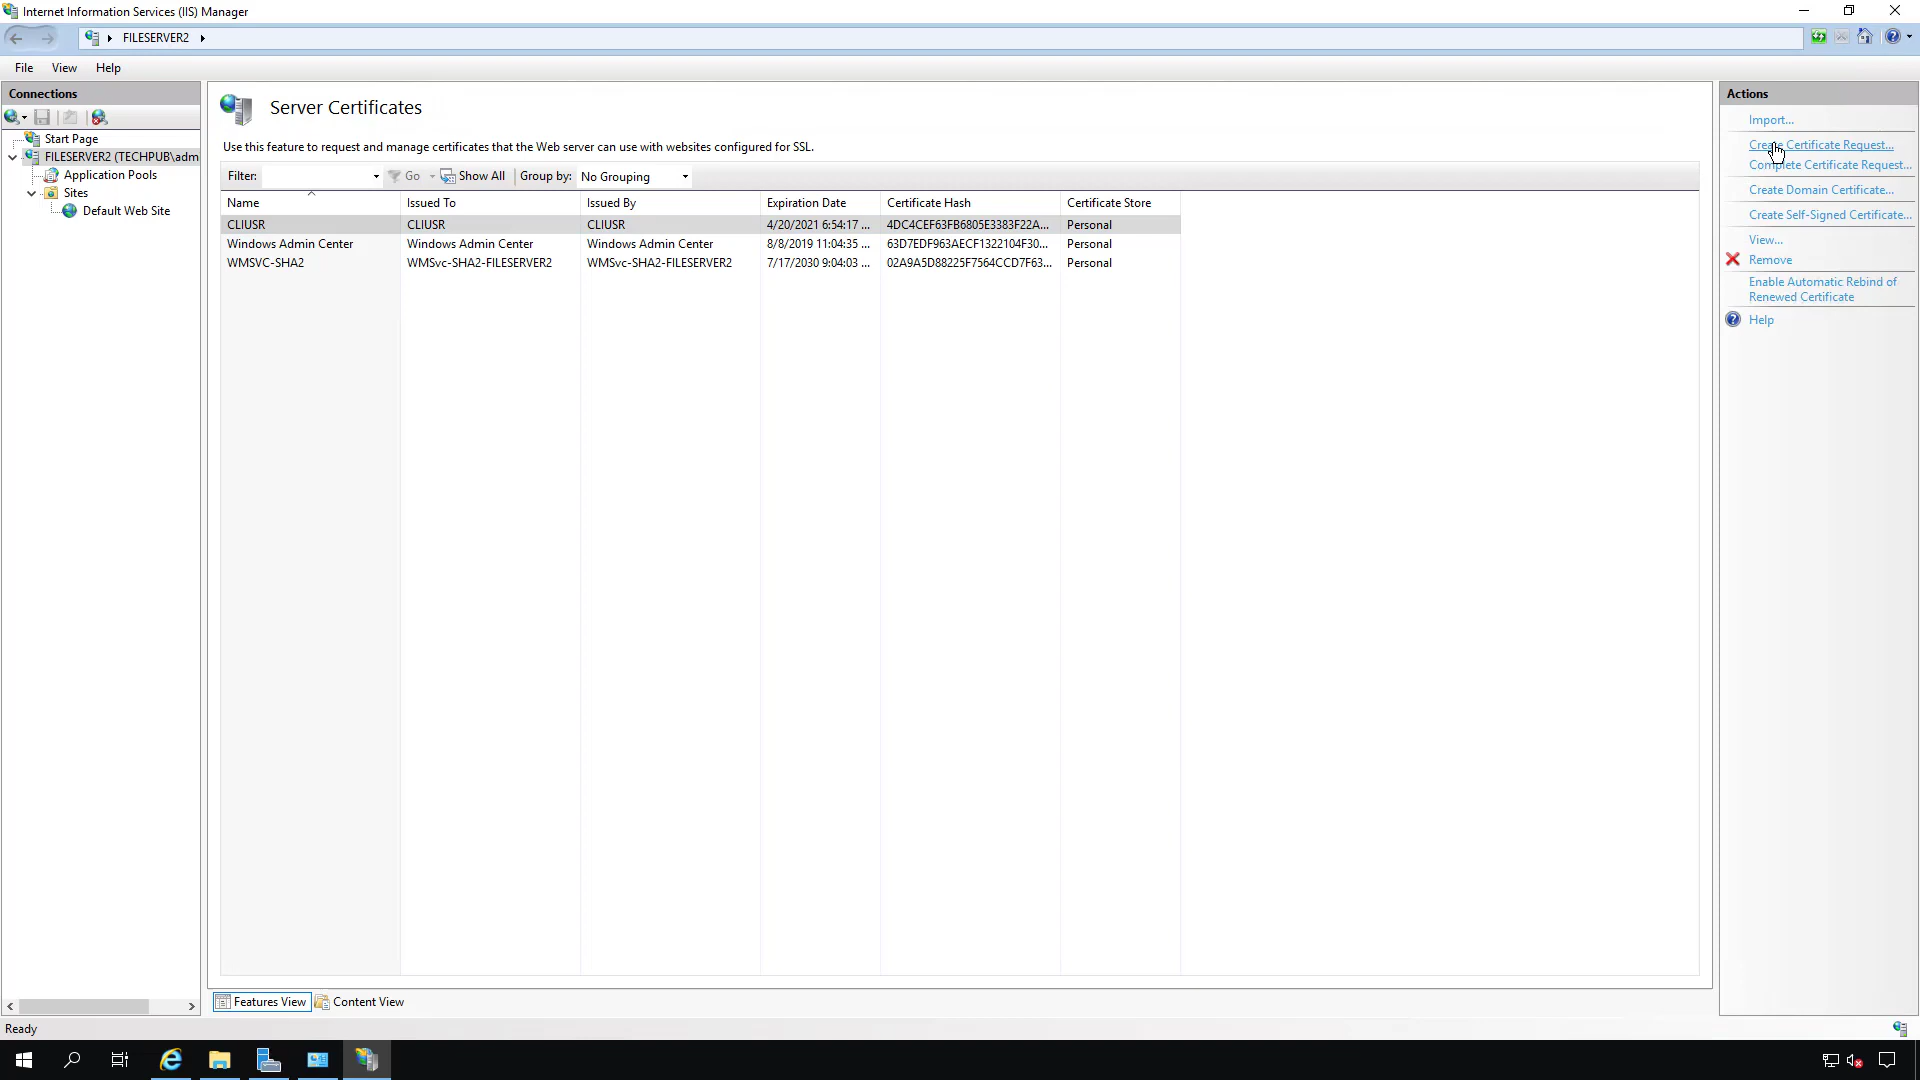 Internet Information Services (IIS) Manager
FILESERVER2
File View Help
Connections
Start Page
FILESERVER2 (TECHPUB\adm
Application Pools
Sites
Default Web Site
Server Certificates
Use this feature to request and manage certificates that the Web server can use with websites configured for SSL.
Filter: Go Show All Group by: No Grouping
Name Issued To Issued By Expiration Date Certificate Hash Certificate Store
CLIUSR CLIUSR CLIUSR 4/20/2021 6:54:17 ... 4DC4CEF63FB6805E3383F22A... Personal
Windows Admin Center Windows Admin Center Windows Admin Center 8/8/2019 11:04:35 ... 63D7EDF963AECF1322104F30... Personal
WMSVC-SHA2 WMSvc-SHA2-FILESERVER2 WMSvc-SHA2-FILESERVER2 7/17/2030 9:04:03 ... 02A9A5D88225F7564CCD7F63... Personal
Features View Content View
Actions
Import...
Create Certificate Request...
Complete Certificate Request...
Create Domain Certificate...
Create Self-Signed Certificate...
View...
Remove
Enable Automatic Rebind of
Renewed Certificate
Help
Ready